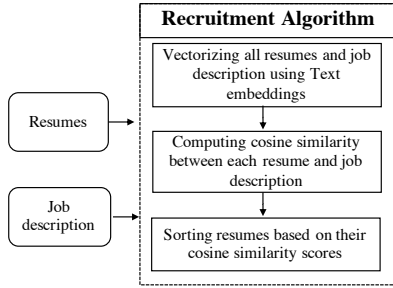 Recruitment Algorithm
Vectorizing all resumes and job
description using Text
embeddings
Resumes
Computing cosine similarity
between each resume and job
description
Job
description
Sorting resumes based on their
cosine similarity scores